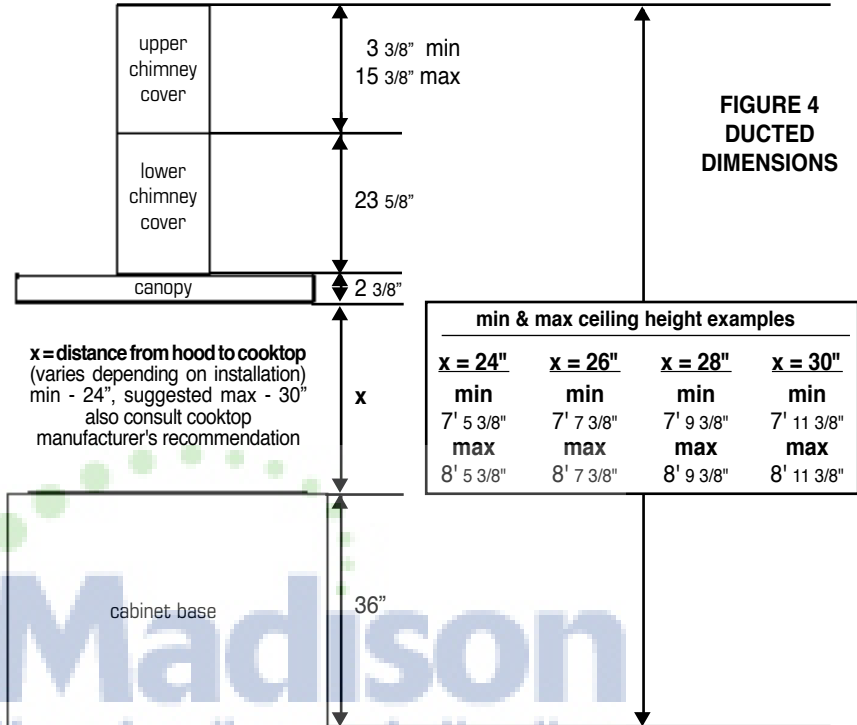 upper
chimney
cover
3 3/8” min
15 3/8” max
FIGURE 4
DUCTED
DIMENSIONS
lower
chimney
cover
23 5/8”
canopy
2 3/8”
x = distance from hood to cooktop
(varies depending on installation)
min - 24”, suggested max - 30”
also consult cooktop
manufacturer's recommendation
x
min & max ceiling height examples
x = 24" x = 26" x = 28" x = 30"
min min min min
7' 5 3/8" 7' 7 3/8" 7' 9 3/8" 7' 11 3/8"
max max max max
8' 5 3/8" 8' 7 3/8" 8' 9 3/8" 8' 11 3/8"
cabinet base
36”
Madison